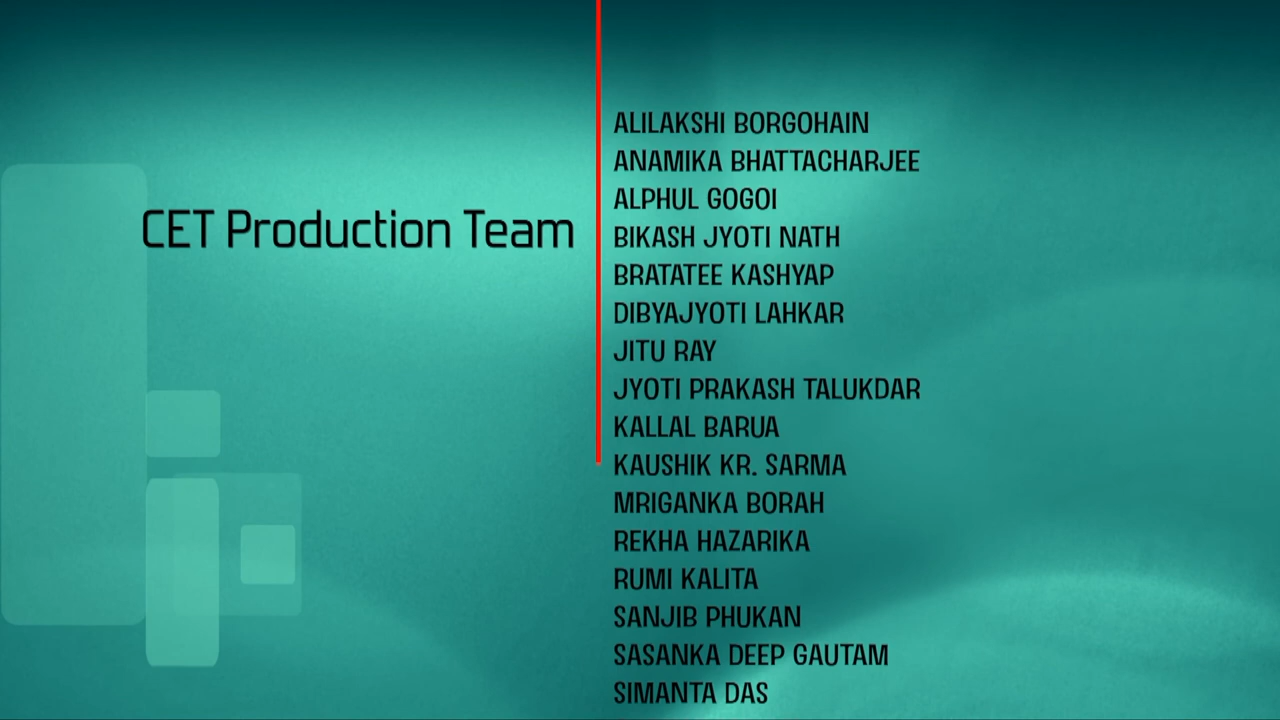 CET Production Team
ALILAKSHI BORGOHAIN
ANAMIKA BHATTACHARJEE
ALPHUL GOGOI
BIKASH JYOTI NATH
BRATATEE KASHYAP
DIBYAJYOTI LAHKAR
JITU RAY
JYOTI PRAKASH TALUKDAR
KALLAL BARUA
KAUSHIK KR. SARMA
MRIGANKA BORAH
REKHA HAZARIKA
RUMI KALITA
SANJIB PHUKAN
SASANKA DEEP GAUTAM
SIMANTA DAS